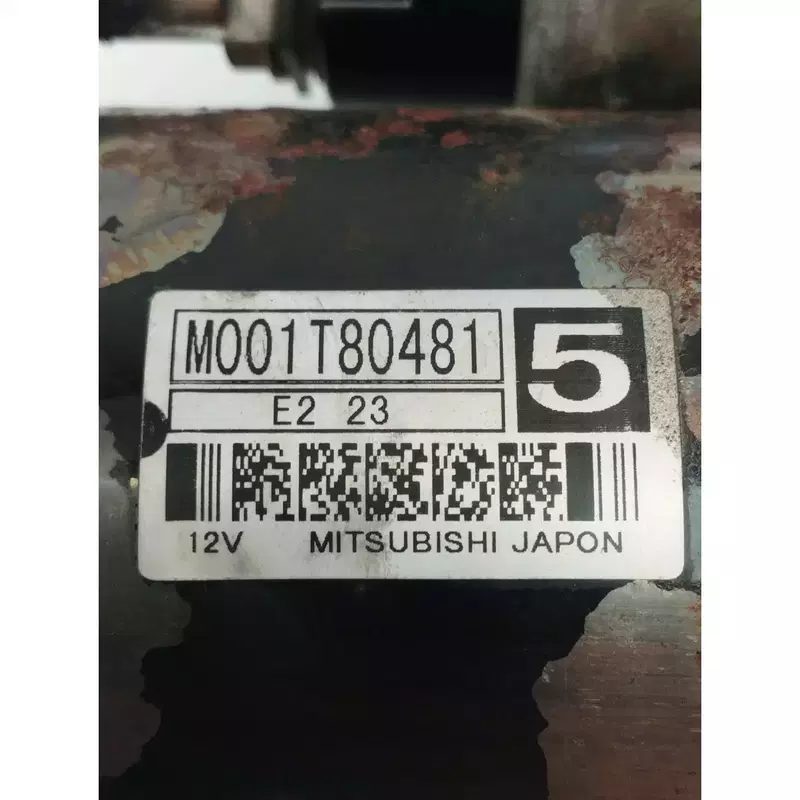 M001T80481
5
E2 23
12V MITSUBISHI JAPON